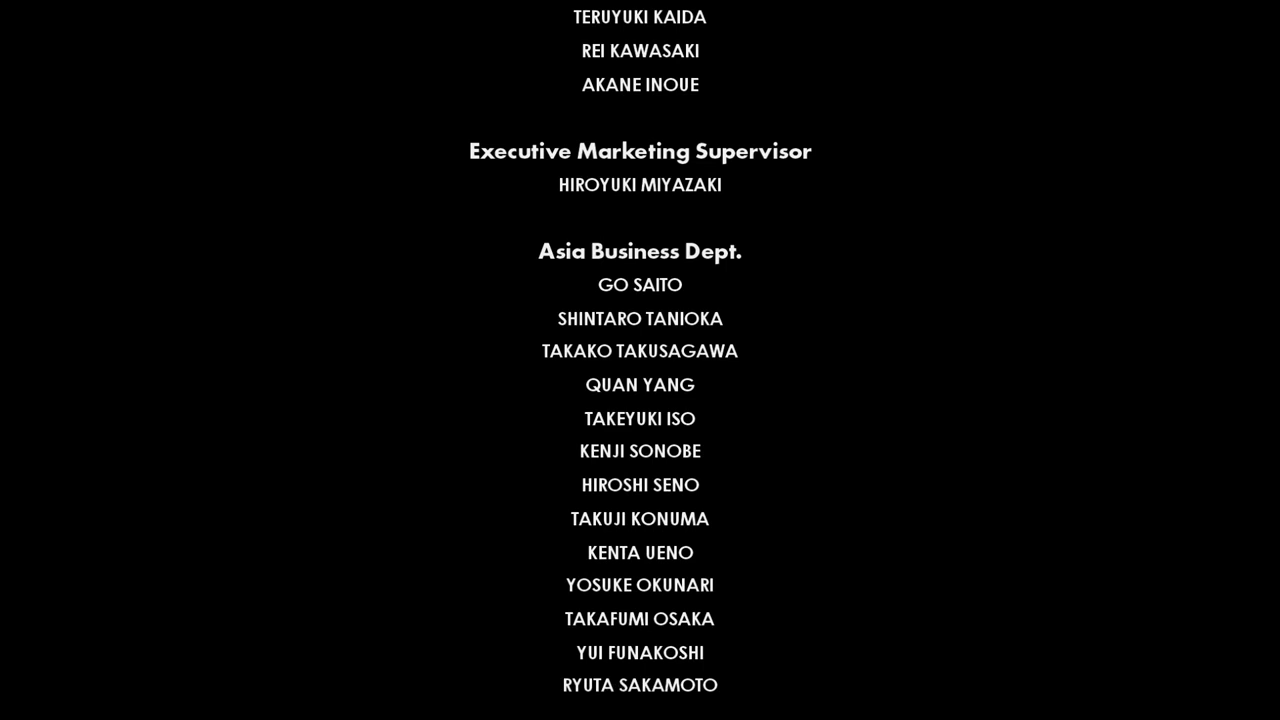 TERUYUKI KAIDA
REI KAWASAKI
AKANE INOUE
Executive Marketing Supervisor
HIROYUKI MIYAZAKI
Asia Business Dept.
GO SAITO
SHINTARO TANIOKA
TAKAKO TAKUSAGAWA
QUAN YANG
TAKEYUKI ISO
KENJI SONOBE
HIROSHI SENO
TAKUJI KONUMA
KENTA UENO
YOSUKE OKUNARI
TAKAFUMI OSAKA
YUI FUNAKOSHI
RYUTA SAKAMOTO